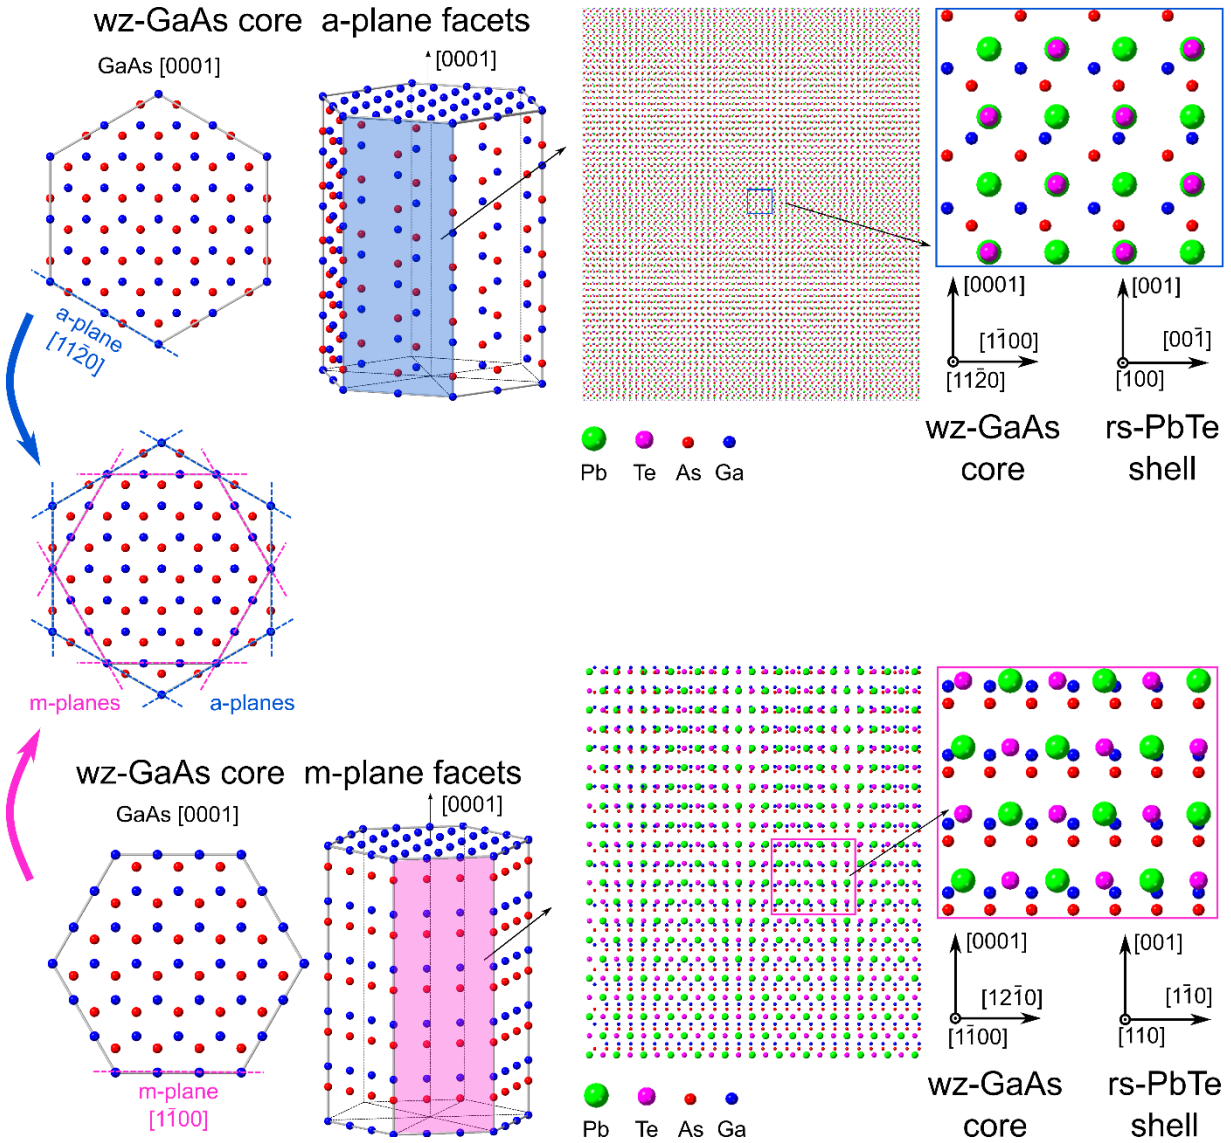 wz-GaAs core a-plane facets
GaAs [0001]
[0001]
a-plane
[112̄0]
Pb Te As Ga
[0001]
[11̄00]
[112̄0]
wz-GaAs
core
[001]
[001̄]
[100]
rs-PbTe
shell
m-planes
a-planes
wz-GaAs core m-plane facets
GaAs [0001]
[0001]
m-plane
[11̄00]
Pb Te As Ga
[0001]
[12̄10]
[11̄00]
wz-GaAs
core
[001]
[11̄0]
[110]
rs-PbTe
shell